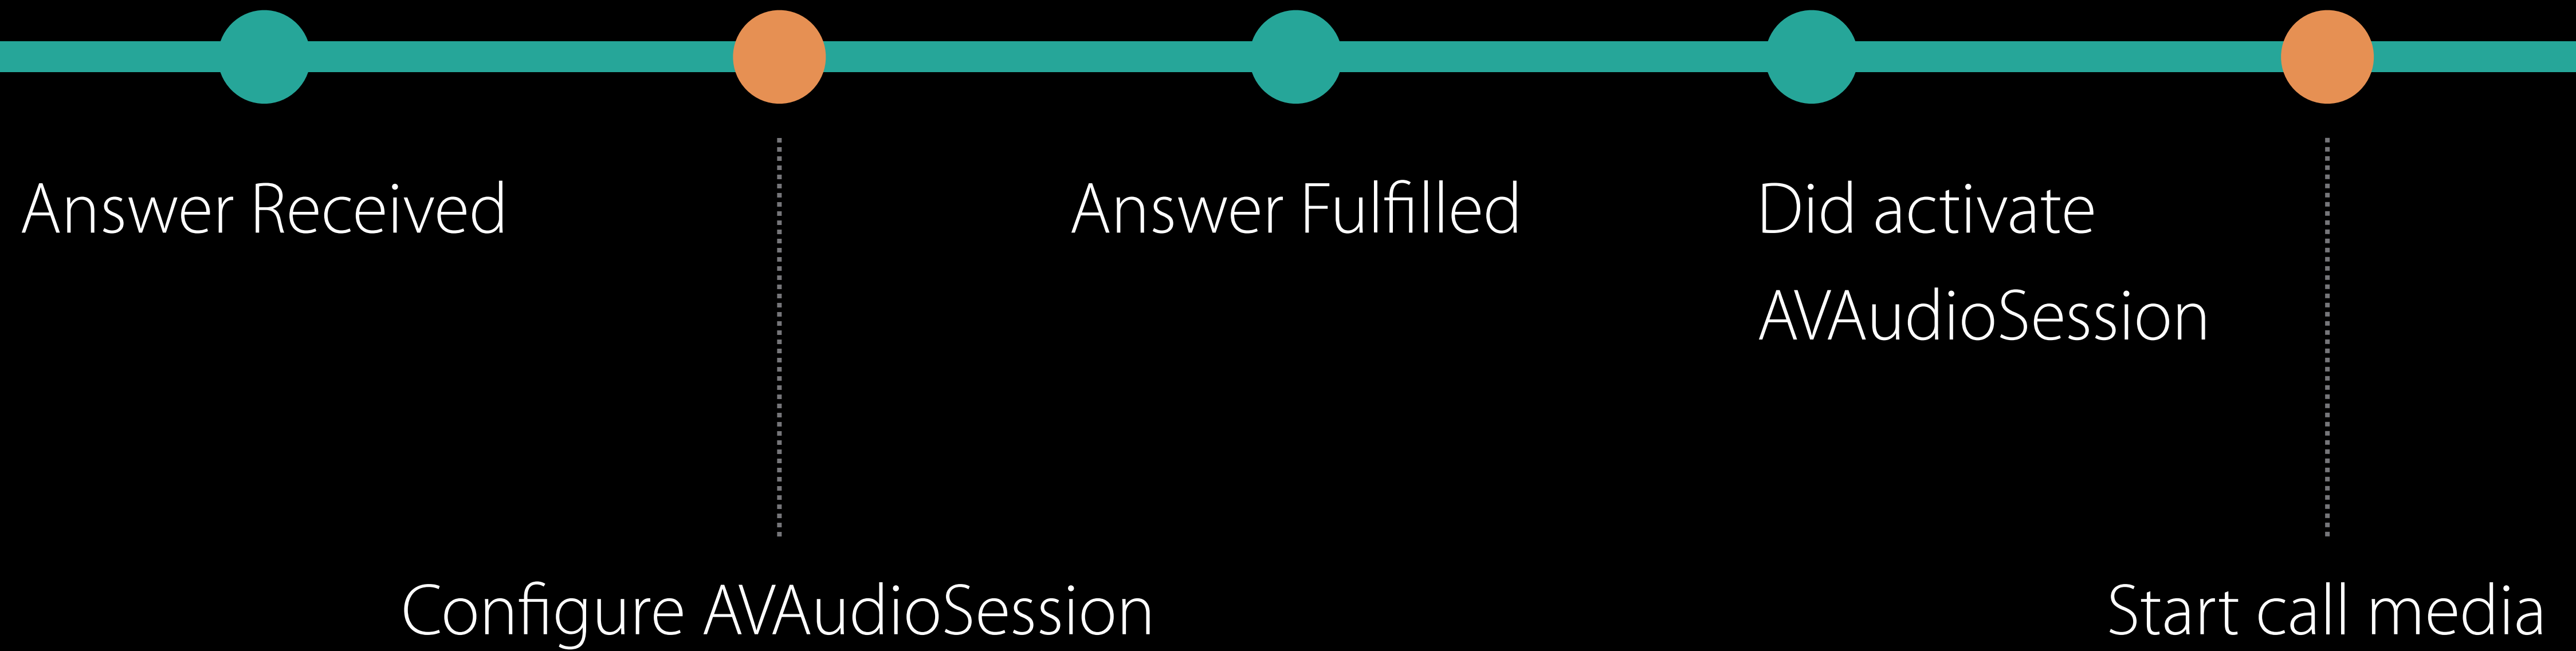 Answer Received
Answer Fulfilled
Did activate
AVAudioSession
Configure AVAudioSession
Start call media